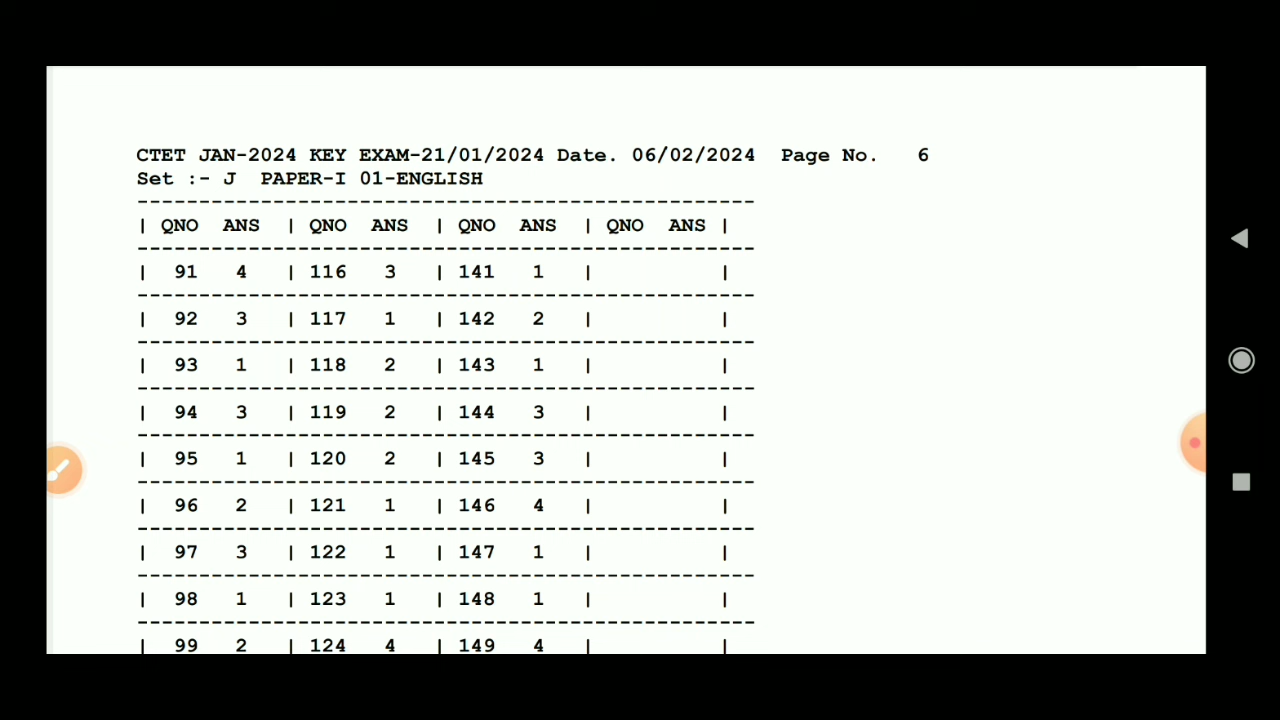 CTET JAN-2024 KEY EXAM-21/01/2024 Date. 06/02/2024 Page No. 6
Set :- J PAPER-I 01-ENGLISH
-------------------------------------------------
| QNO ANS | QNO ANS | QNO ANS | QNO ANS |
-------------------------------------------------
| 91 4 | 116 3 | 141 1 | |
-------------------------------------------------
| 92 3 | 117 1 | 142 2 | |
-------------------------------------------------
| 93 1 | 118 2 | 143 1 | |
-------------------------------------------------
| 94 3 | 119 2 | 144 3 | |
-------------------------------------------------
| 95 1 | 120 2 | 145 3 | |
-------------------------------------------------
| 96 2 | 121 1 | 146 4 | |
-------------------------------------------------
| 97 3 | 122 1 | 147 1 | |
-------------------------------------------------
| 98 1 | 123 1 | 148 1 | |
-------------------------------------------------
| 99 2 | 124 4 | 149 4 | |